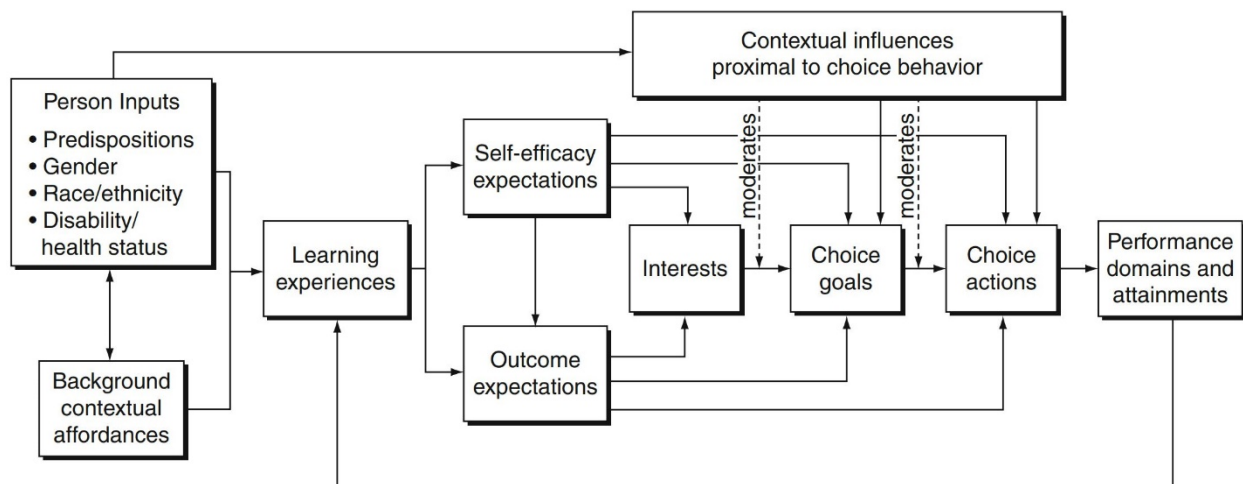 Contextual influences
proximal to choice behavior
Person Inputs
• Predispositions
• Gender
• Race/ethnicity
• Disability/
health status
Self-efficacy
expectations
moderates
moderates
Learning
experiences
Interests
Choice
goals
Choice
actions
Performance
domains and
attainments
Background
contextual
affordances
Outcome
expectations